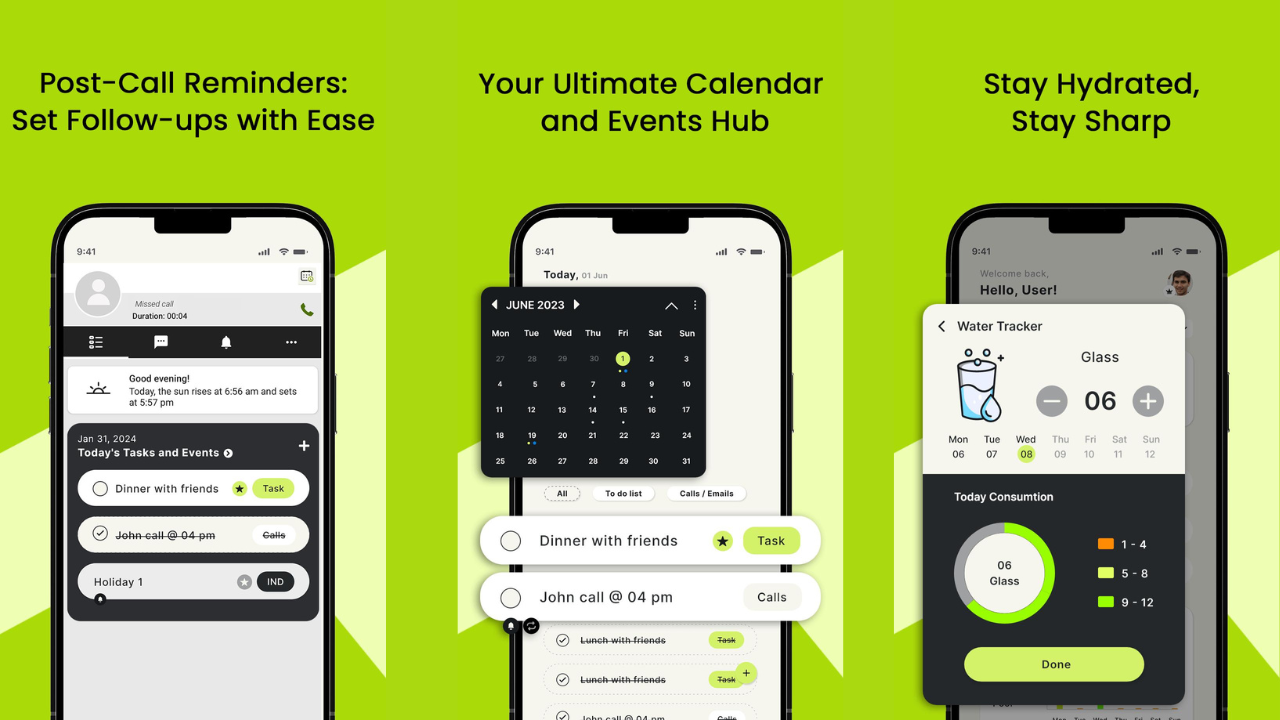 Post-Call Reminders:
Set Follow-ups with Ease
9:41
Missed call
Duration: 00:04
Good evening!
Today, the sun rises at 6:56 am and sets
at 5:57 pm
Jan 31, 2024
Today's Tasks and Events
Dinner with friends
Task
John call @ 04 pm
Calls
Holiday 1
IND
Your Ultimate Calendar
and Events Hub
9:41
Today, 01 Jun
JUNE 2023
Mon Tue Wed Thu Fri Sat Sun
27 28 29 30 1 2 3
4 5 6 7 8 9 10
11 12 13 14 15 16 17
18 19 20 21 22 23 24
25 26 27 28 29 30 31
All
To do list
Calls / Emails
Dinner with friends
Task
John call @ 04 pm
Calls
Lunch with friends
Task
Lunch with friends
Task
John call @ 04 pm
Calls
Stay Hydrated,
Stay Sharp
9:41
Welcome back,
Hello, User!
Water Tracker
Glass
06
Mon Tue Wed Thu Fri Sat Sun
06 07 08 09 10 11 12
Today Consumtion
06
Glass
1 - 4
5 - 8
9 - 12
Done